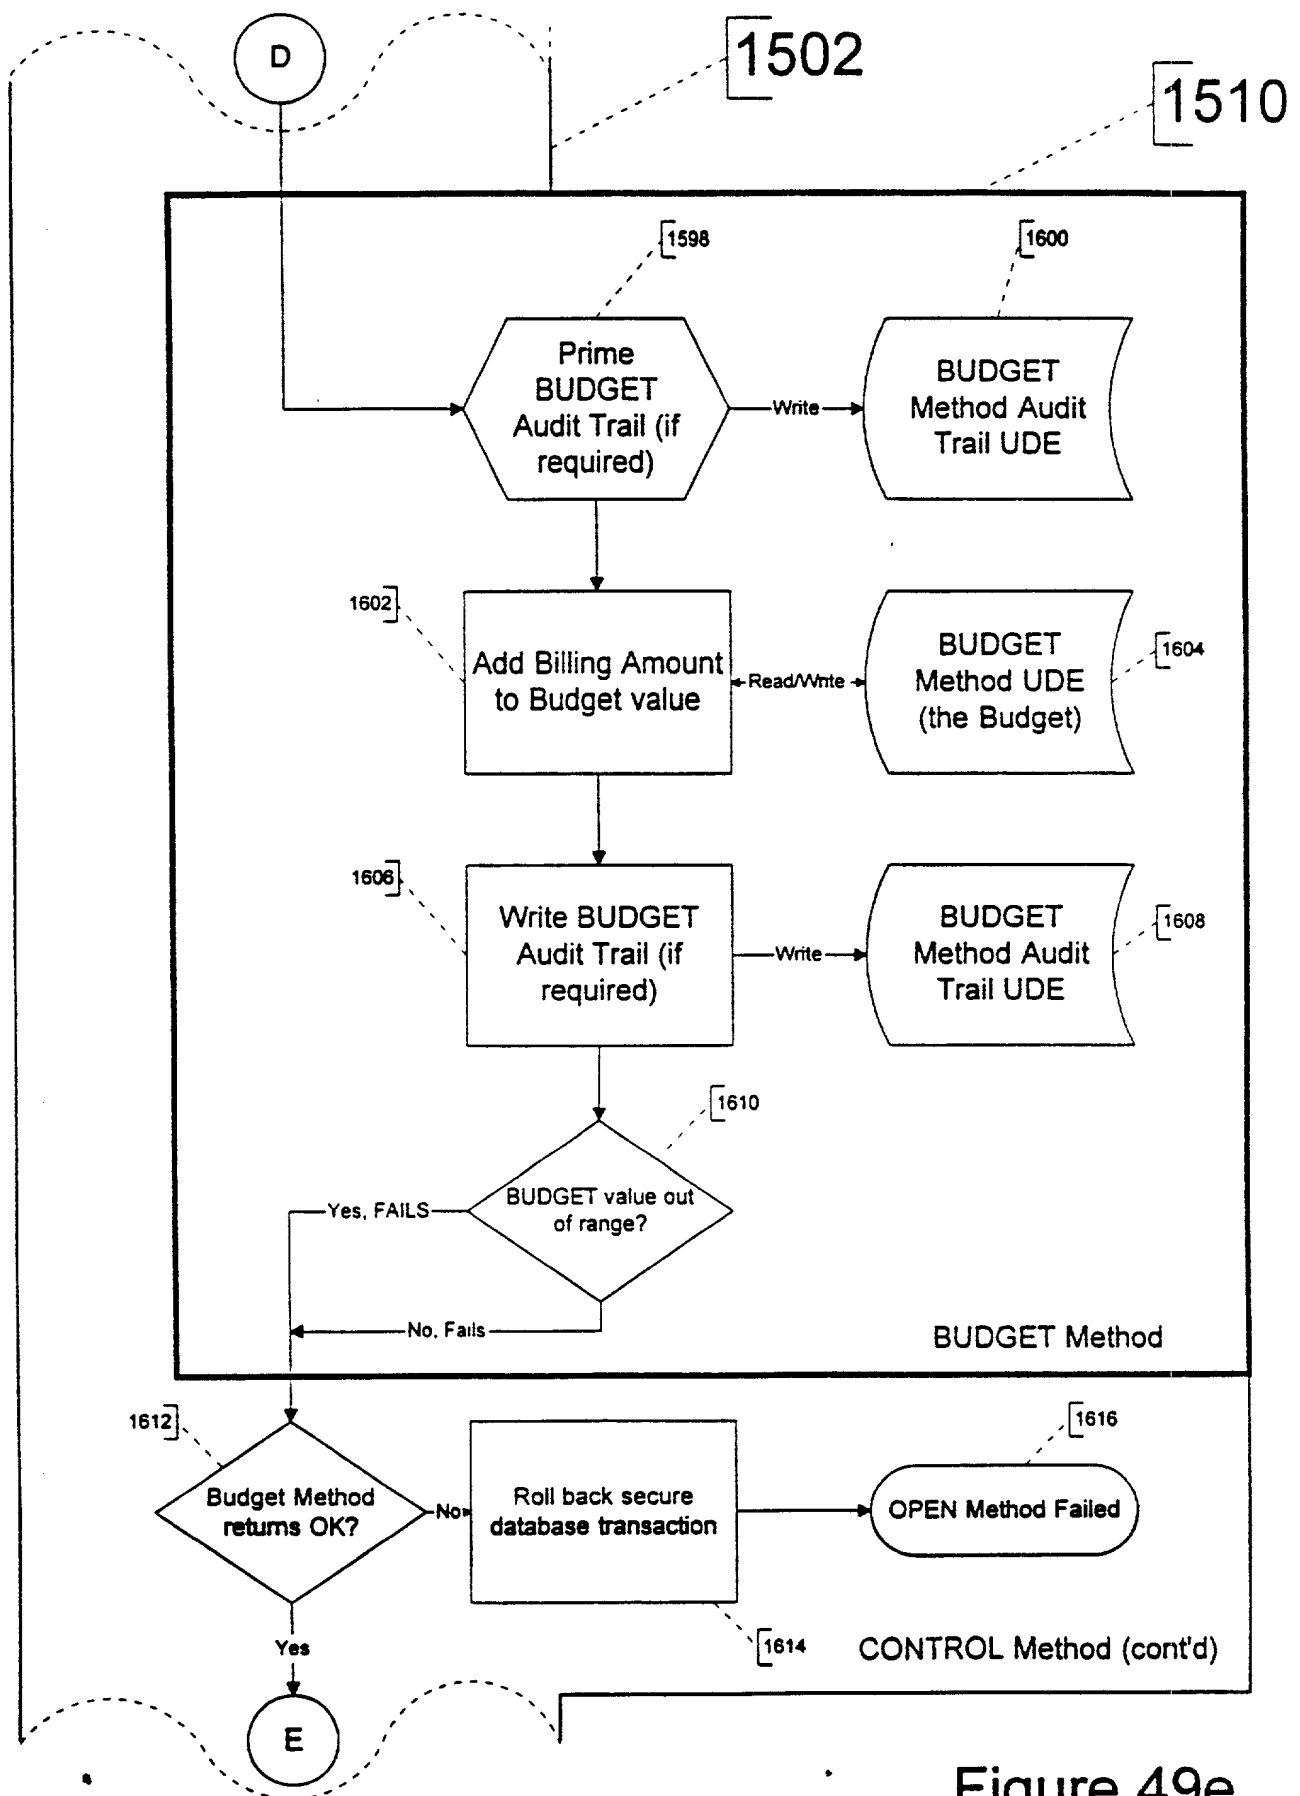 D
1502
1510
1598
1600
Prime
BUDGET
Audit Trail (if
required)
Write
BUDGET
Method Audit
Trail UDE
1602
Add Billing Amount
to Budget value
Read/Write
BUDGET
Method UDE
(the Budget)
1604
1606
Write BUDGET
Audit Trail (if
required)
Write
BUDGET
Method Audit
Trail UDE
1608
1610
BUDGET value out
of range?
Yes, FAILS
No, Fails
BUDGET Method
1612
Budget Method
returns OK?
No
Roll back secure
database transaction
1616
OPEN Method Failed
Yes
1614
CONTROL Method (cont'd)
E
Figure 49e